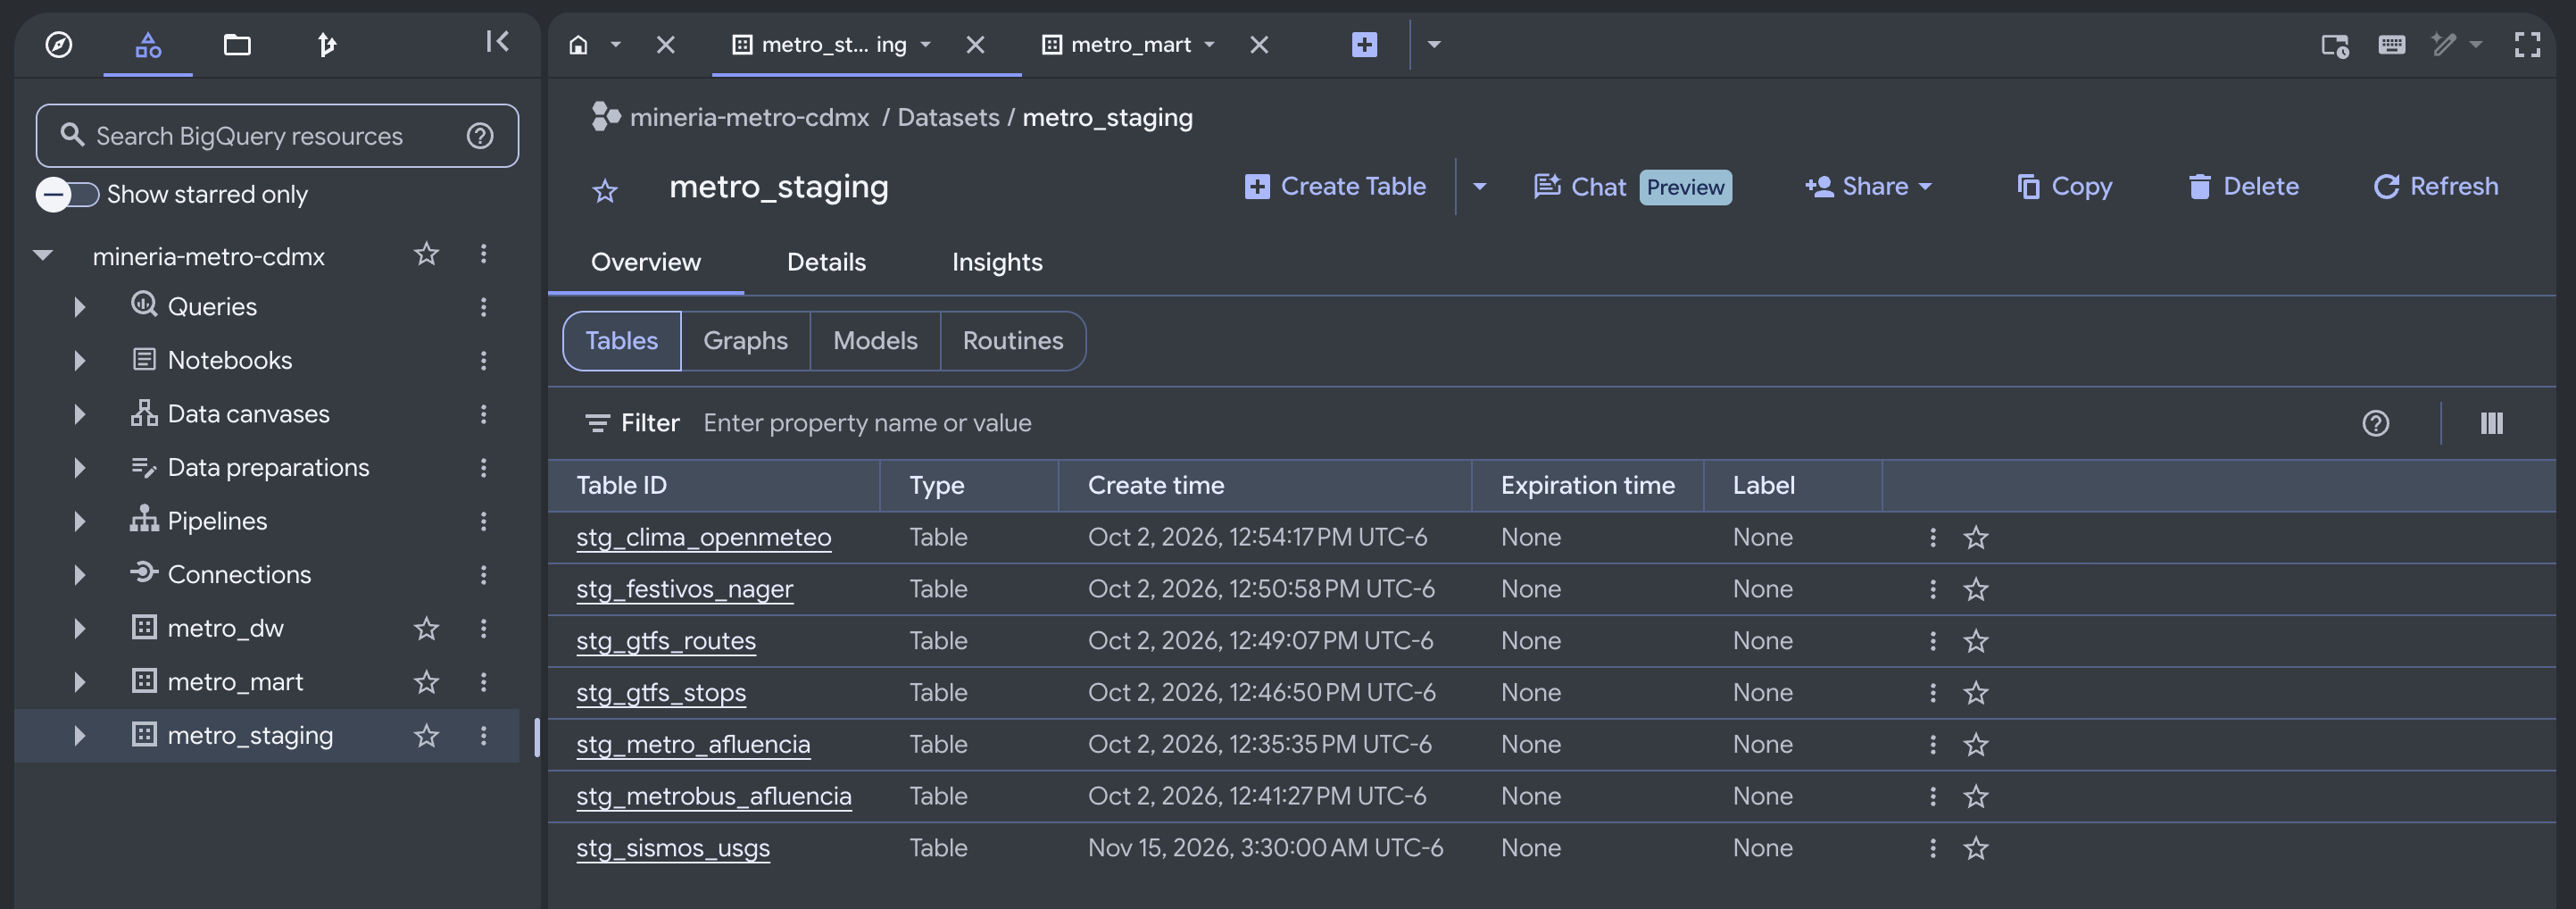 metro_st... ing
metro_mart
Search BigQuery resources
Show starred only
mineria-metro-cdmx
Queries
Notebooks
Data canvases
Data preparations
Pipelines
Connections
metro_dw
metro_mart
metro_staging
mineria-metro-cdmx / Datasets / metro_staging
metro_staging
Create Table
Chat Preview
Share
Copy
Delete
Refresh
Overview Details Insights
Tables Graphs Models Routines
Filter Enter property name or value
Table ID Type Create time Expiration time Label
stg_clima_openmeteo Table Oct 2, 2026, 12:54:17 PM UTC-6 None None
stg_festivos_nager Table Oct 2, 2026, 12:50:58 PM UTC-6 None None
stg_gtfs_routes Table Oct 2, 2026, 12:49:07 PM UTC-6 None None
stg_gtfs_stops Table Oct 2, 2026, 12:46:50 PM UTC-6 None None
stg_metro_afluencia Table Oct 2, 2026, 12:35:35 PM UTC-6 None None
stg_metrobus_afluencia Table Oct 2, 2026, 12:41:27 PM UTC-6 None None
stg_sismos_usgs Table Nov 15, 2026, 3:30:00 AM UTC-6 None None